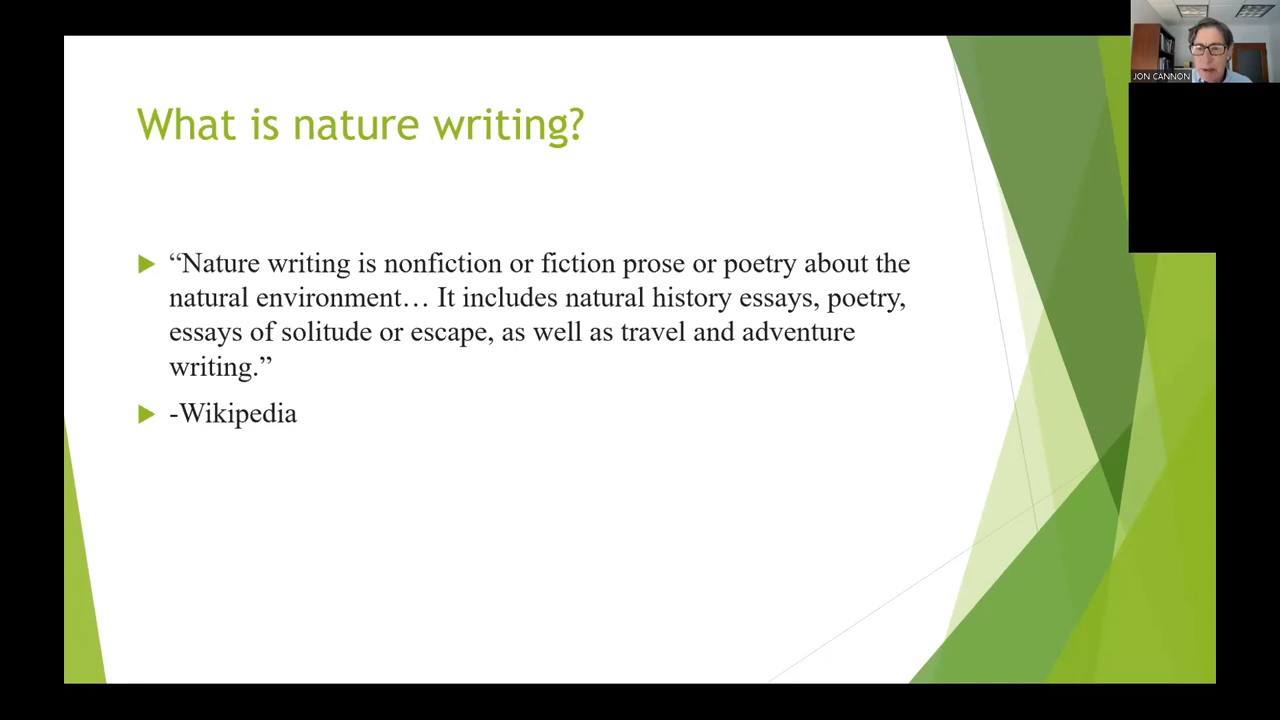 JON CANNON
What is nature writing?
“Nature writing is nonfiction or fiction prose or poetry about the
natural environment… It includes natural history essays, poetry,
essays of solitude or escape, as well as travel and adventure
writing.”
-Wikipedia